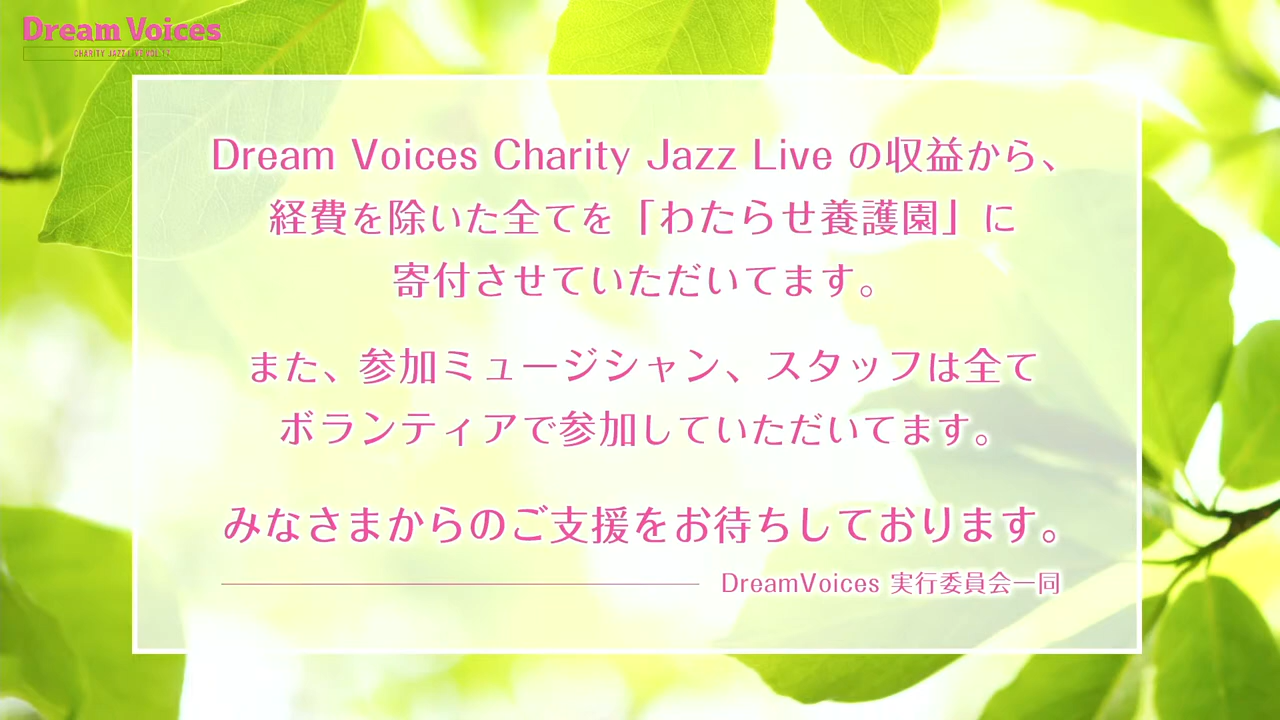 Dream Voices
CHARITY JAZZ LIVE VOL.17
Dream Voices Charity Jazz Live の収益から、
経費を除いた全てを「わたらせ養護園」に
寄付させていただいてます。
また、参加ミュージシャン、スタッフは全て
ボランティアで参加していただいてます。
みなさまからのご支援をお待ちしております。
DreamVoices 実行委員会一同